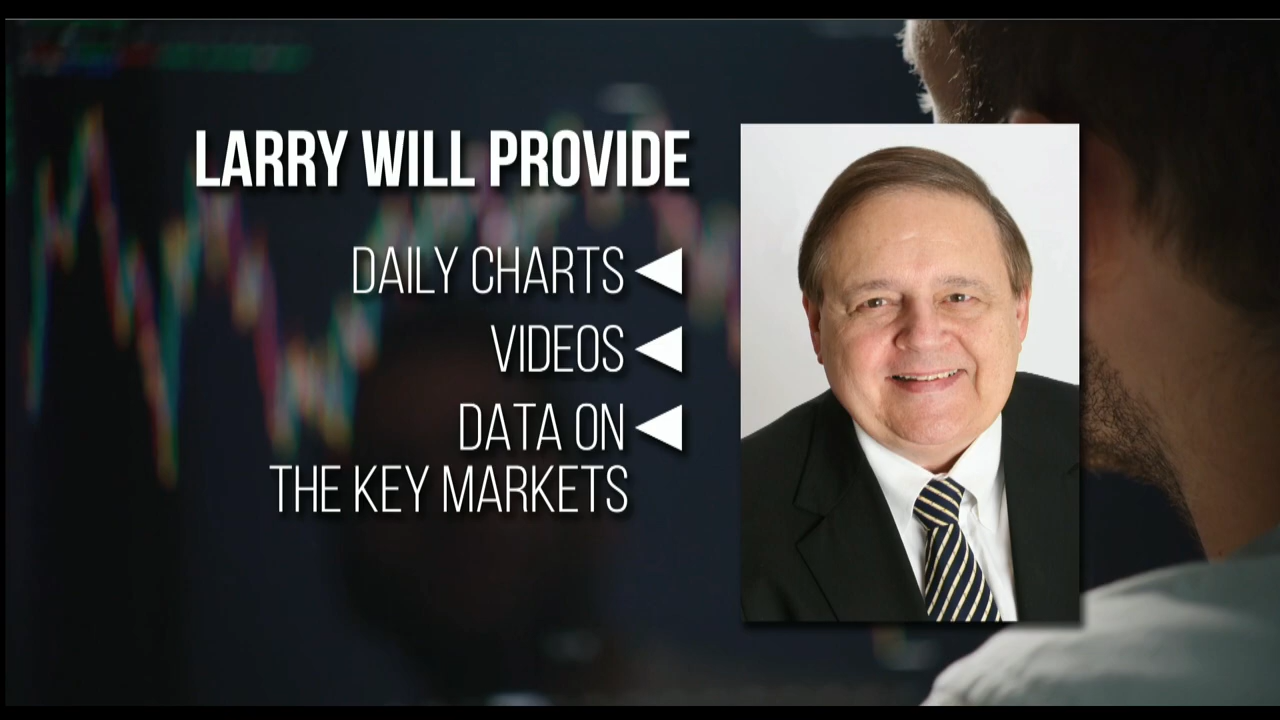 LARRY WILL PROVIDE
DAILY CHARTS
VIDEOS
DATA ON
THE KEY MARKETS